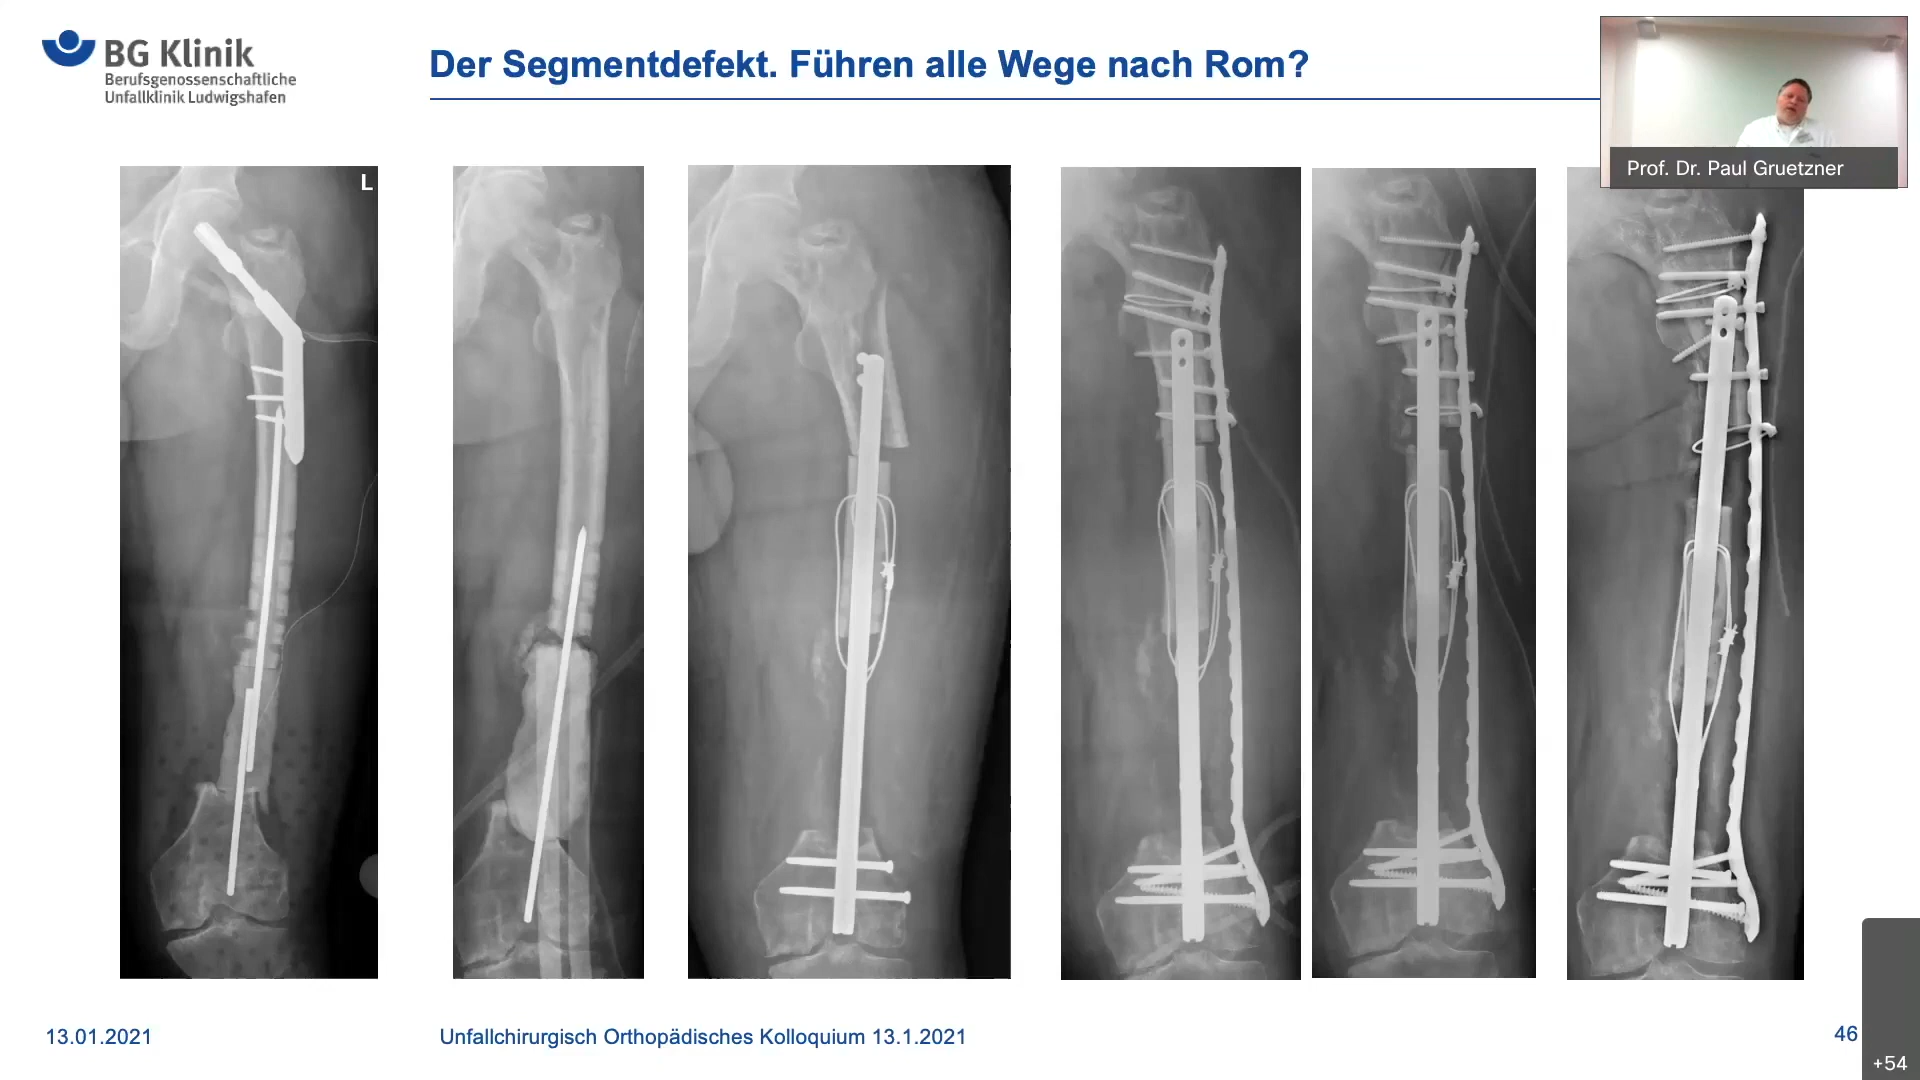 BG Klinik
Berufsgenossenschaftliche
Unfallklinik Ludwigshafen
Der Segmentdefekt. Führen alle Wege nach Rom?
Prof. Dr. Paul Gruetzner
L
13.01.2021
Unfallchirurgisch Orthopädisches Kolloquium 13.1.2021
46
+54